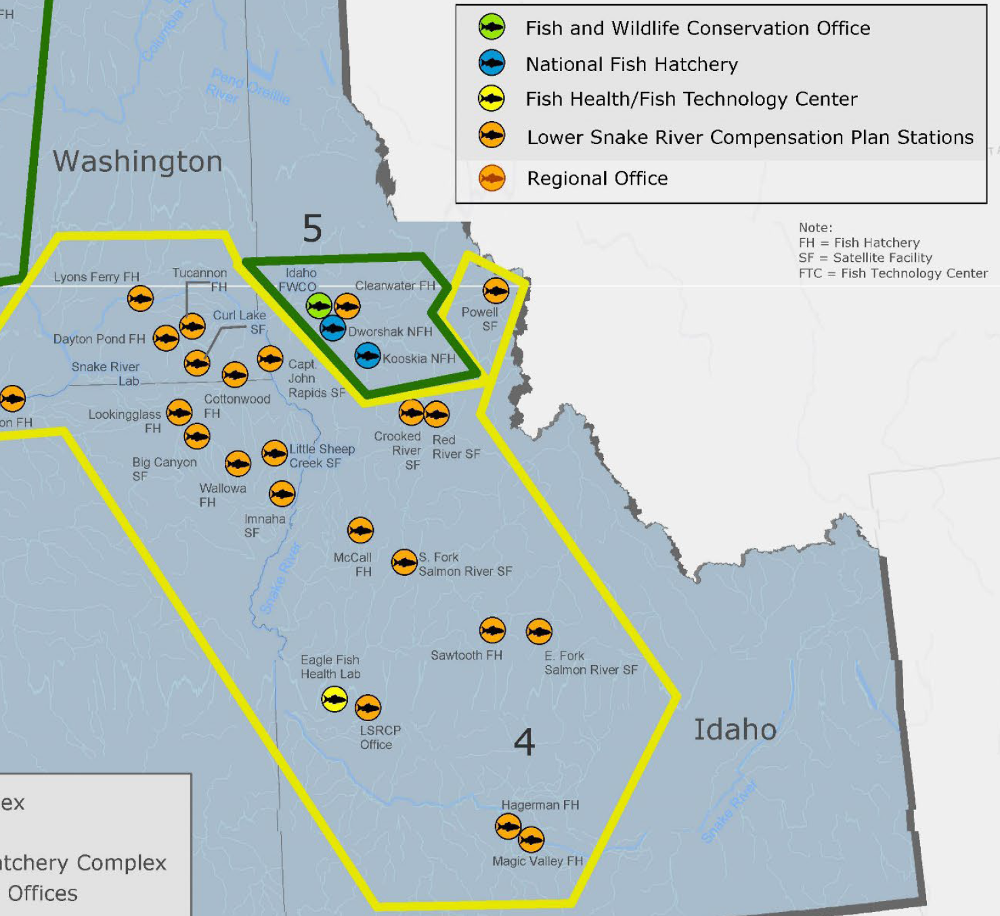 FH
Columbia R
Pend Oreille
River
Washington
Fish and Wildlife Conservation Office
National Fish Hatchery
Fish Health/Fish Technology Center
Lower Snake River Compensation Plan Stations
Regional Office
Note:
FH = Fish Hatchery
SF = Satellite Facility
FTC = Fish Technology Center
5
Lyons Ferry FH
Tucannon
FH
Idaho
FWCO
Clearwater FH
Curl Lake
SF
Powell
SF
Dayton Pond FH
Dworshak NFH
Kooskia NFH
Snake River
Lab
Capt.
John
Rapids SF
Cottonwood
FH
on FH
Lookingglass
FH
Crooked
River
SF
Red
River SF
Little Sheep
Creek SF
Big Canyon
SF
Wallowa
FH
Imnaha
SF
McCall
FH
S. Fork
Salmon River SF
Snake River
Sawtooth FH
E. Fork
Salmon River SF
Eagle Fish
Health Lab
LSRCP
Office
4
Idaho
Snake River
Hagerman FH
Magic Valley FH
ex
atchery Complex
Offices